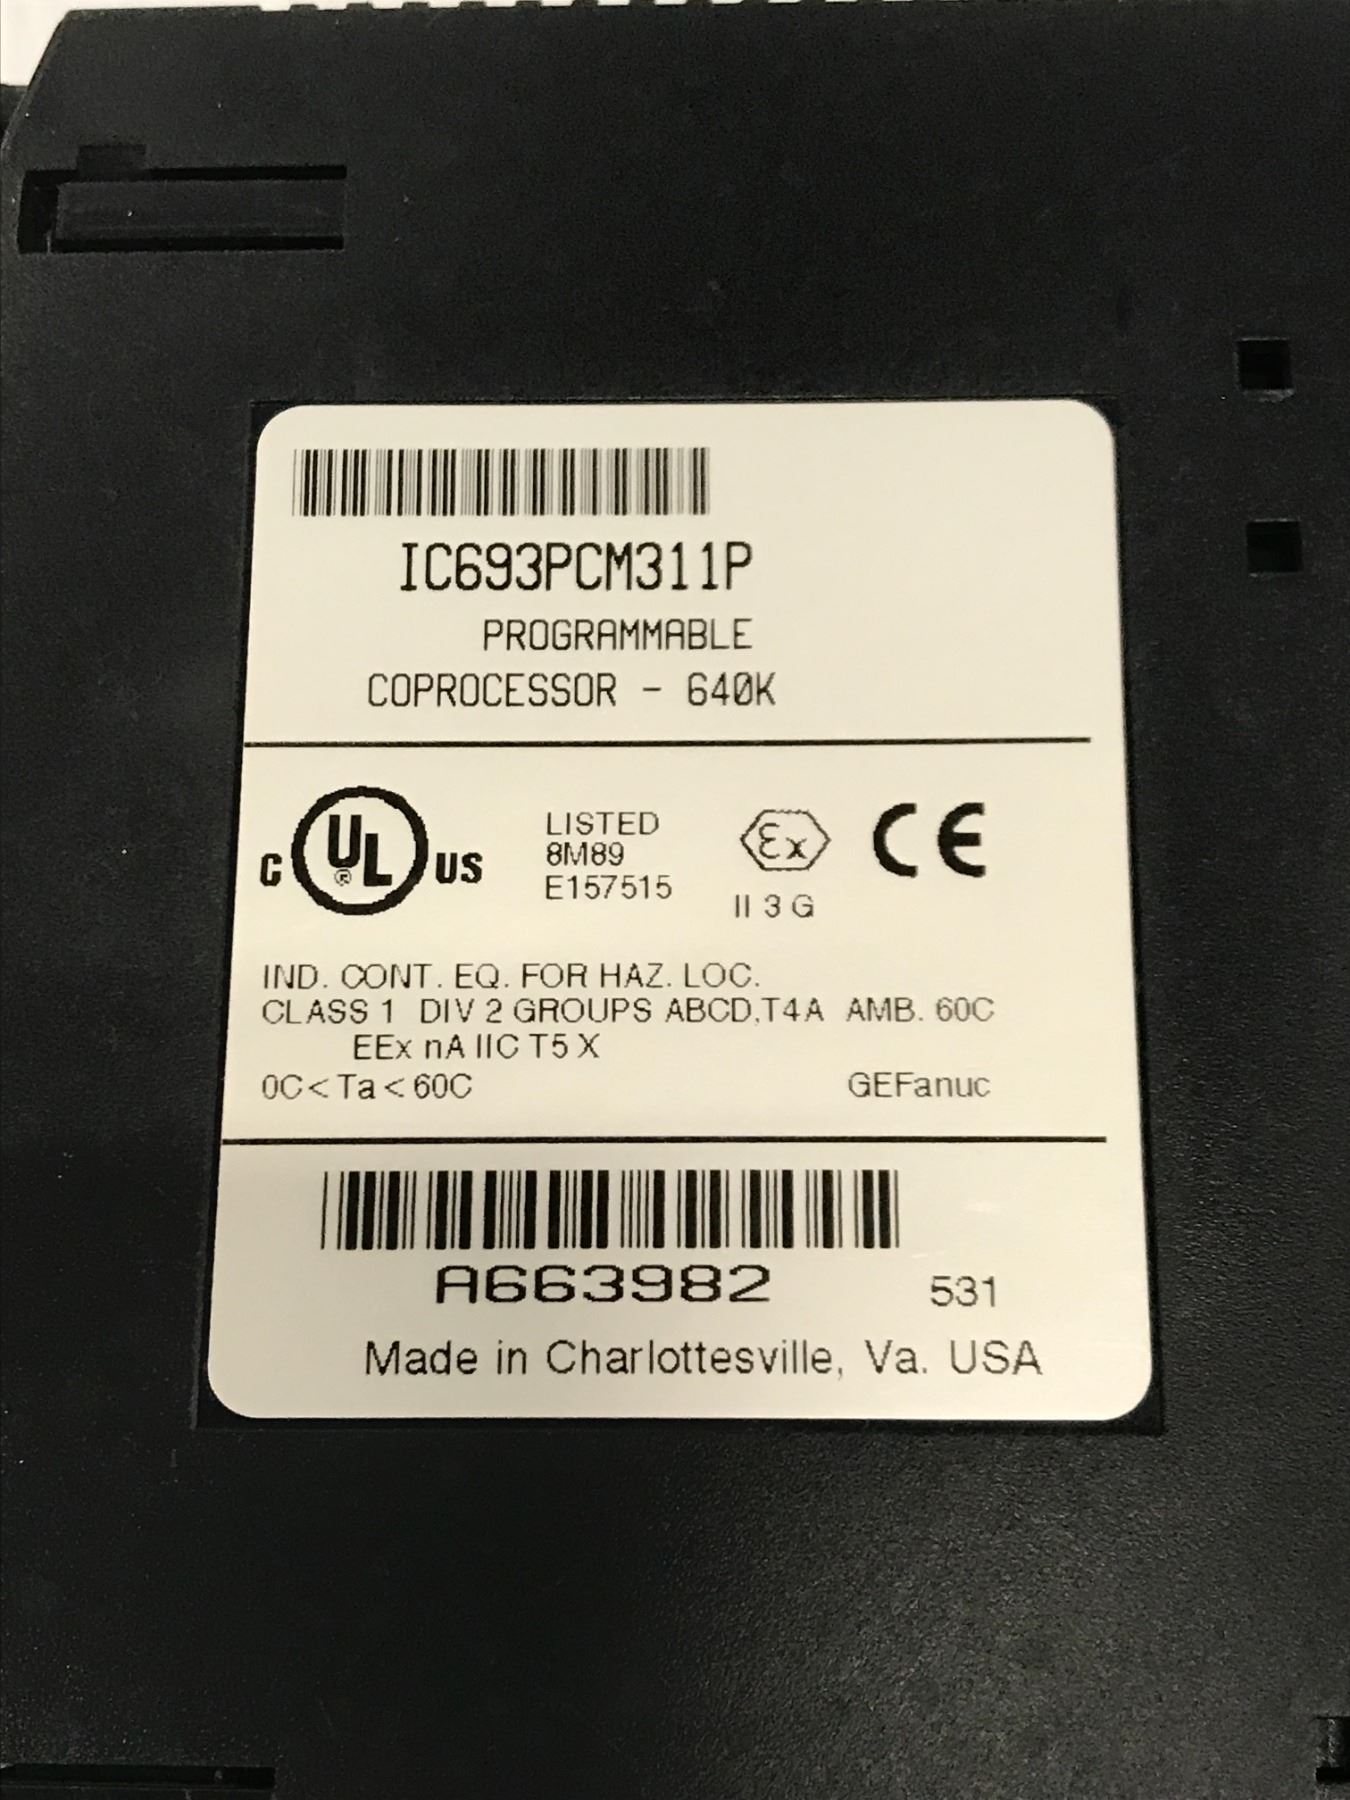 IC693PCM311P
PROGRAMMABLE
COPROCESSOR - 640K
C UL ® US
LISTED
8M89
E157515
Ex
II 3 G
CE
IND. CONT. EQ. FOR HAZ. LOC.
CLASS 1 DIV 2 GROUPS ABCD,T4A AMB. 60C
EEx nA IIC T5 X
0C<Ta<60C GEFanuc
A663982 531
Made in Charlottesville, Va. USA